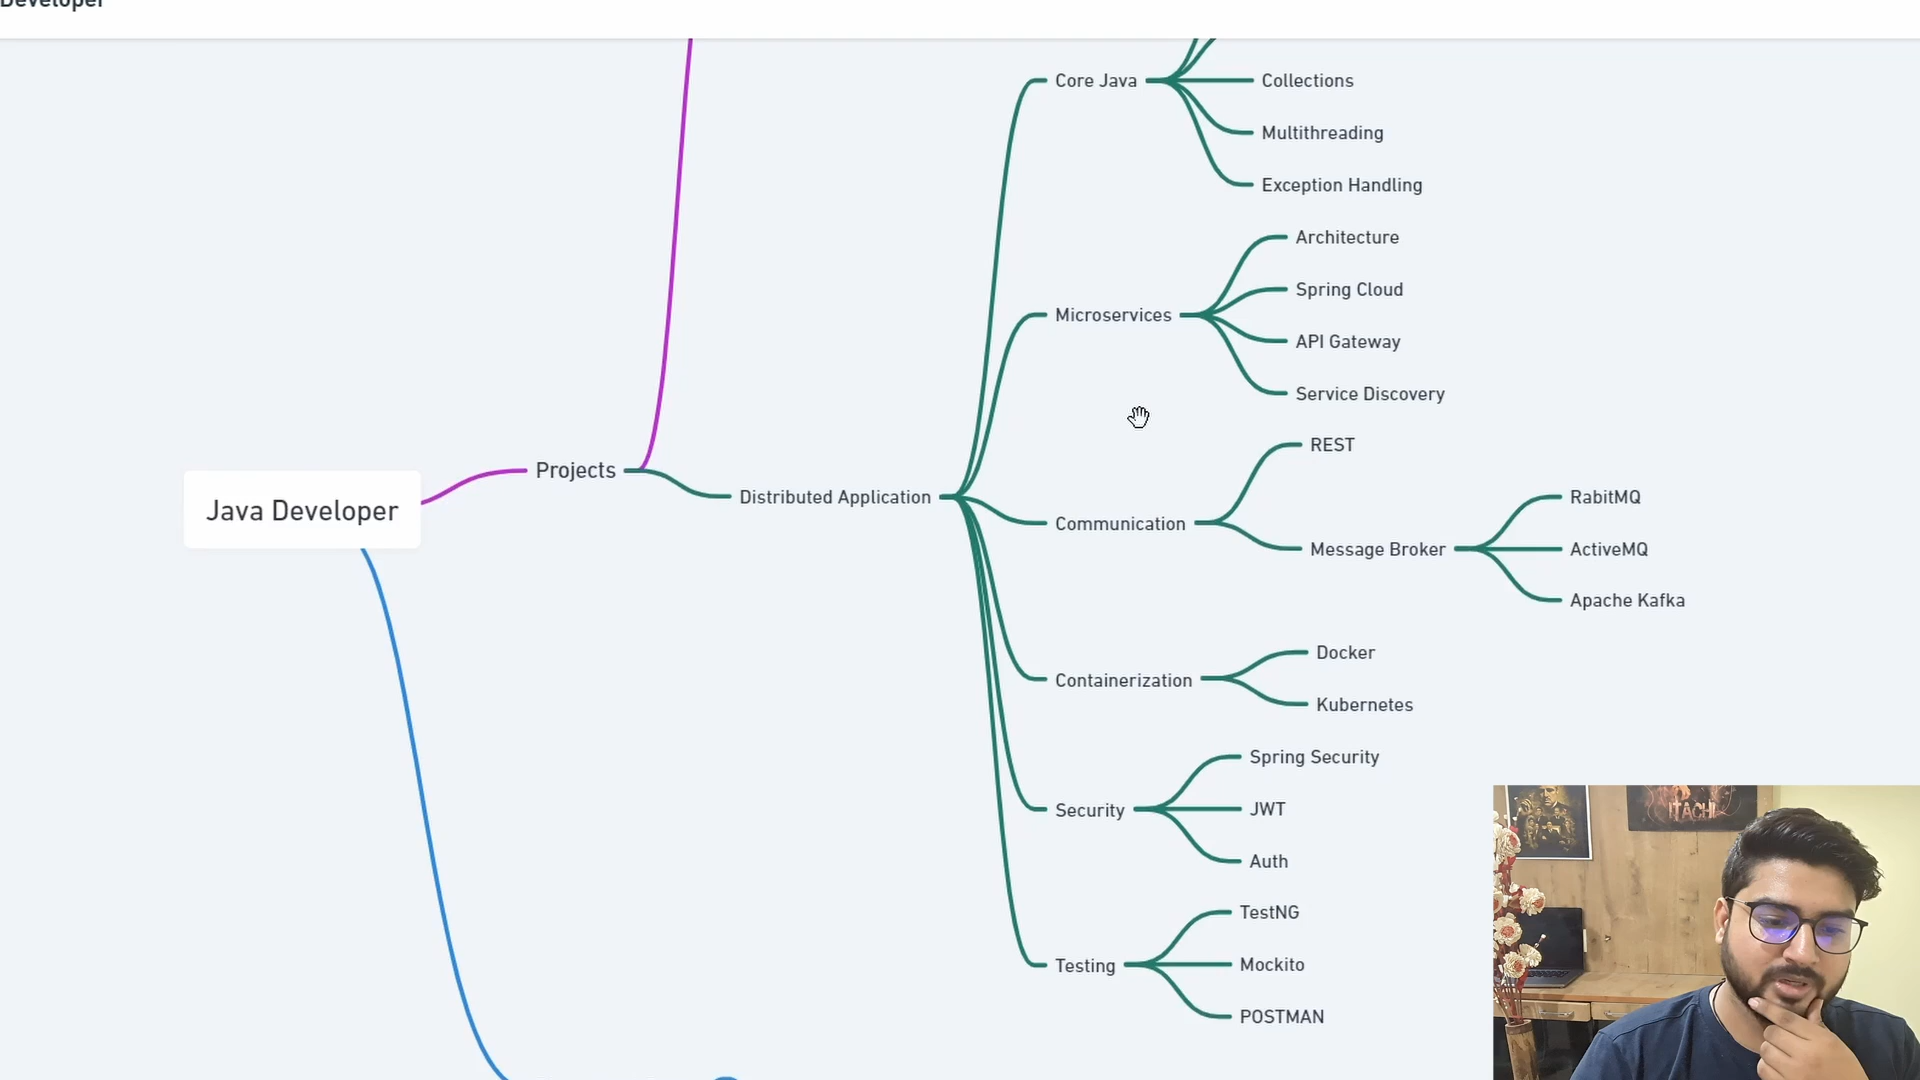 Developer
Core Java
Collections
Multithreading
Exception Handling
Microservices
Architecture
Spring Cloud
API Gateway
Service Discovery
Java Developer
Projects
Distributed Application
Communication
REST
Message Broker
RabitMQ
ActiveMQ
Apache Kafka
Containerization
Docker
Kubernetes
Security
Spring Security
JWT
Auth
Testing
TestNG
Mockito
POSTMAN
ITACHI